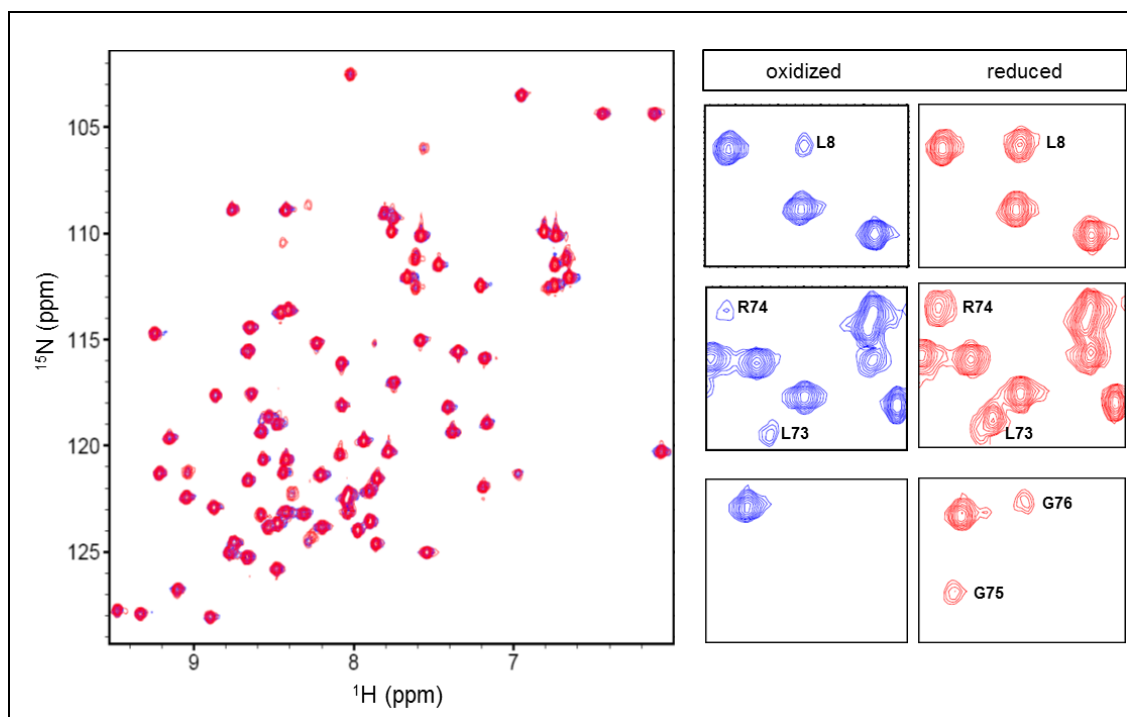 oxidized reduced
105
110
115
120
125
9 8 7
15N (ppm)
¹H (ppm)
L8
L8
R74
L73
R74
L73
G76
G75